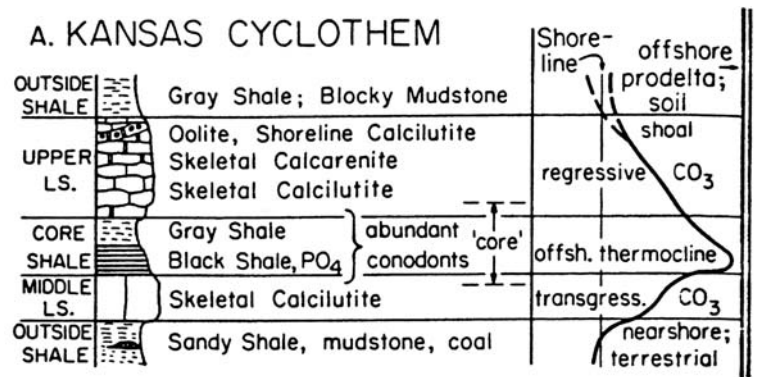 A. KANSAS CYCLOTHEM
Shore-
line
offshore
prodelta;
soil
OUTSIDE
SHALE
Gray Shale; Blocky Mudstone
shoal
UPPER
LS.
Oolite, Shoreline Calcilutite
Skeletal Calcarenite
Skeletal Calcilutite
regressive
CO3
CORE
SHALE
Gray Shale
Black Shale, PO4
abundant
conodonts
'core'
offsh. thermocline
MIDDLE
LS.
Skeletal Calcilutite
transgress.
CO3
OUTSIDE
SHALE
Sandy Shale, mudstone, coal
nearshore;
terrestrial